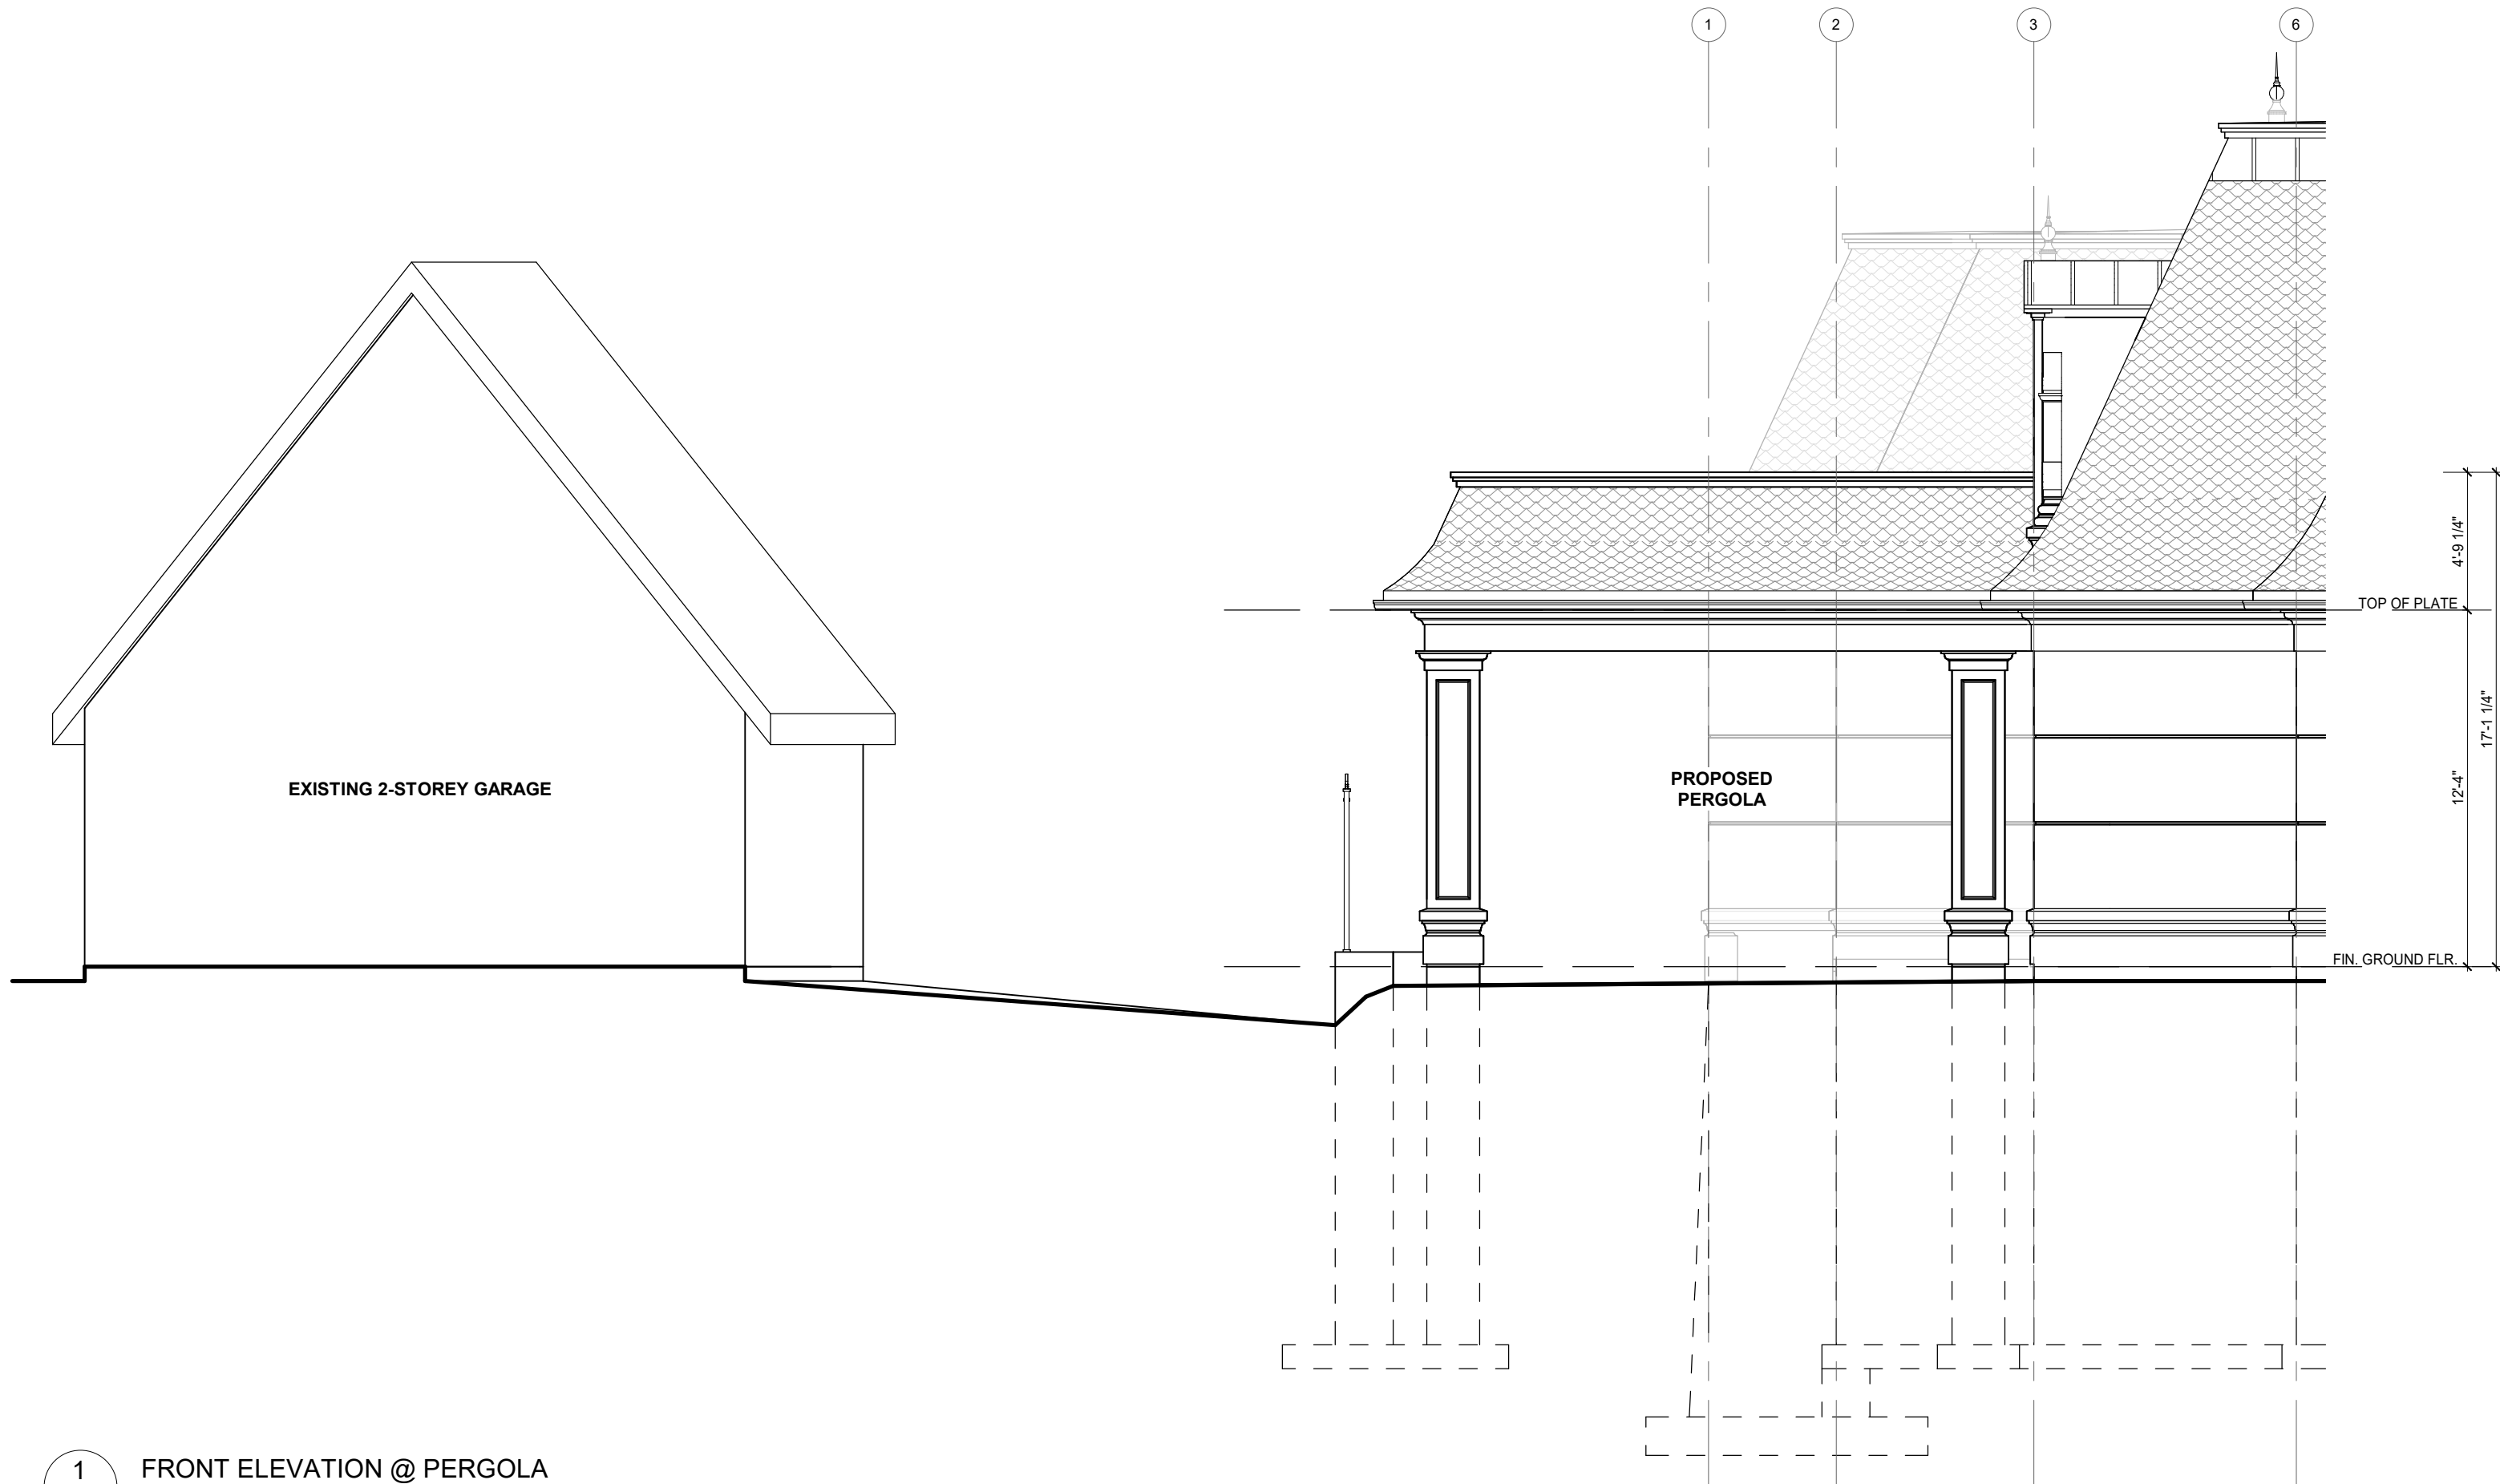 1
2
3
6
4'-9 1/4"
TOP OF PLATE
17'-1 1/4"
EXISTING 2-STOREY GARAGE
PROPOSED
PERGOLA
12'-4"
FIN. GROUND FLR.
1
FRONT ELEVATION @ PERGOLA